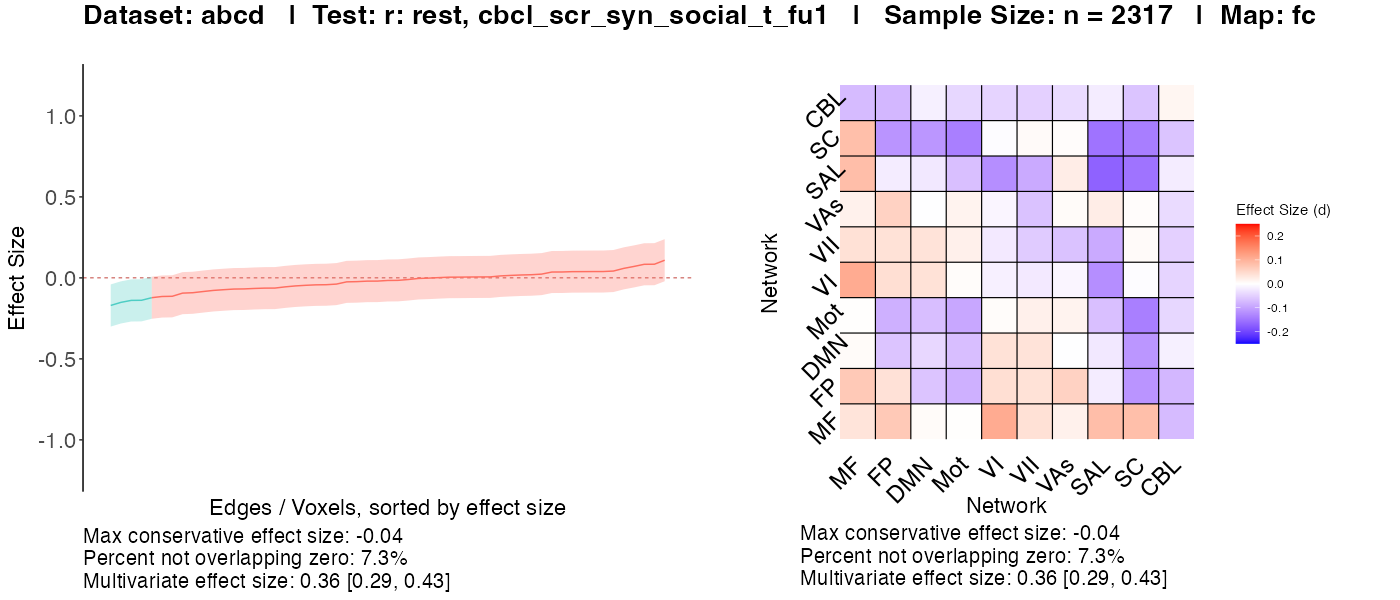 Dataset: abcd | Test: r: rest, cbcl_scr_syn_social_t_fu1 | Sample Size: n = 2317 | Map: fc
Effect Size
1.0
0.5
0.0
-0.5
-1.0
Edges / Voxels, sorted by effect size
Max conservative effect size: -0.04
Percent not overlapping zero: 7.3%
Multivariate effect size: 0.36 [0.29, 0.43]
Network
CBL
SC
SAL
VAs
VII
VI
Mot
DMN
FP
MF
MF FP DMN Mot VI VII VAs SAL SC CBL
Network
Max conservative effect size: -0.04
Percent not overlapping zero: 7.3%
Multivariate effect size: 0.36 [0.29, 0.43]
Effect Size (d)
0.2
0.1
0.0
-0.1
-0.2